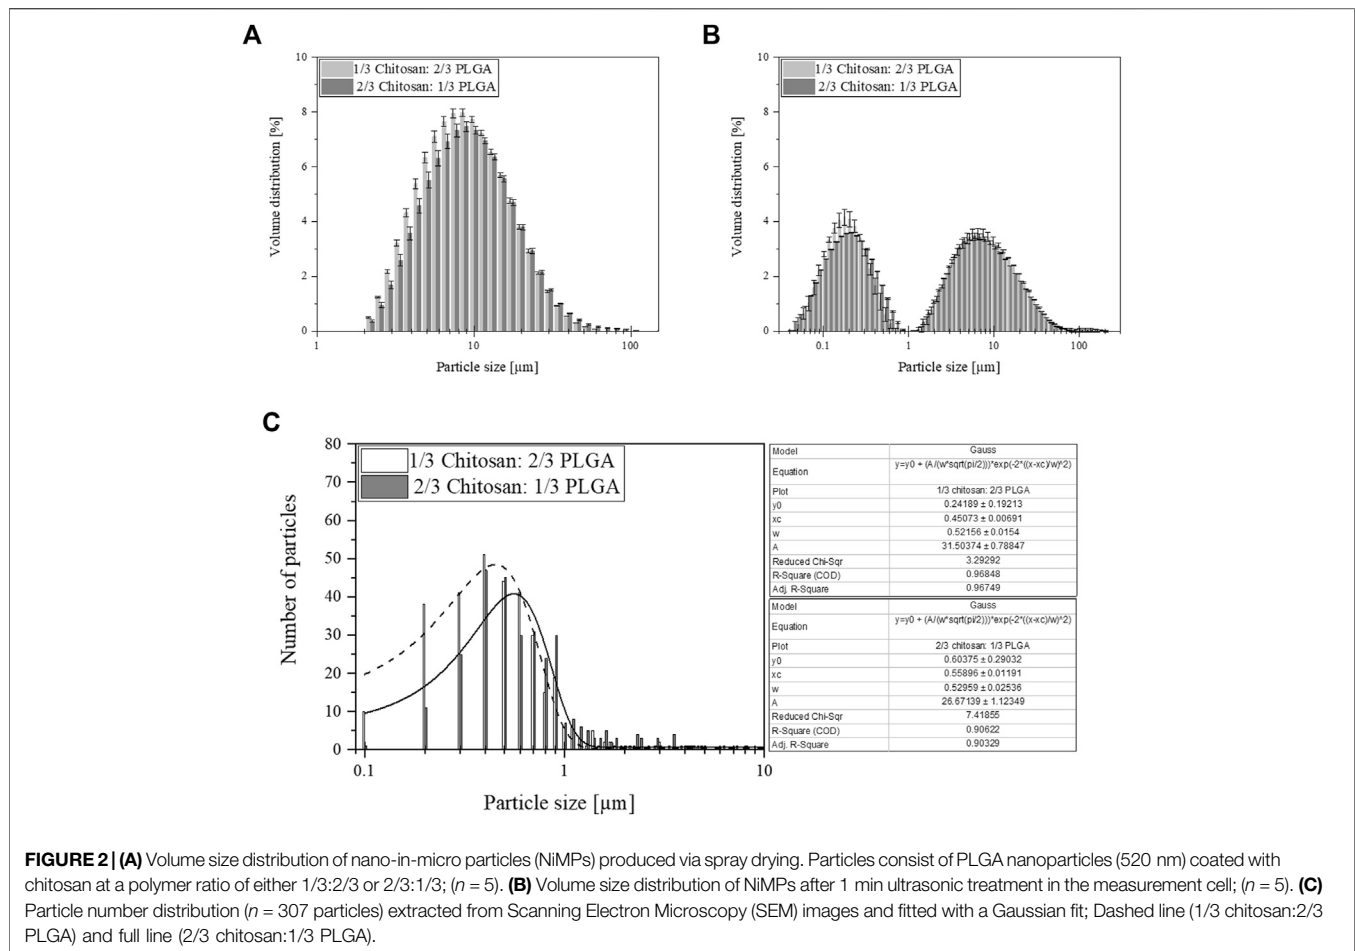 A
10
8
6
4
2
0
Volume distribution [%]
1/3 Chitosan: 2/3 PLGA
2/3 Chitosan: 1/3 PLGA
1
10
100
Particle size [µm]
B
10
8
6
4
2
0
Volume distribution [%]
1/3 Chitosan: 2/3 PLGA
2/3 Chitosan: 1/3 PLGA
0.1
1
10
100
Particle size [µm]
C
80
70
60
50
40
30
20
10
0
Number of particles
1/3 Chitosan: 2/3 PLGA
2/3 Chitosan: 1/3 PLGA
0.1
1
10
Particle size [µm]
Model Gauss
Equation y=y0 + (A/(w*sqrt(pi/2)))*exp(-2*((x-xc)/w)^2)
Plot 1/3 chitosan: 2/3 PLGA
y0 0.24189 ± 0.19213
xc 0.45073 ± 0.00691
w 0.52156 ± 0.0154
A 31.50374 ± 0.78847
Reduced Chi-Sqr 3.29292
R-Square (COD) 0.96848
Adj. R-Square 0.96749
Model Gauss
Equation y=y0 + (A/(w*sqrt(pi/2)))*exp(-2*((x-xc)/w)^2)
Plot 2/3 chitosan: 1/3 PLGA
y0 0.60375 ± 0.29032
xc 0.55896 ± 0.01191
w 0.52959 ± 0.02536
A 26.67139 ± 1.12349
Reduced Chi-Sqr 7.41855
R-Square (COD) 0.90622
Adj. R-Square 0.90329
FIGURE 2 | (A) Volume size distribution of nano-in-micro particles (NiMPs) produced via spray drying. Particles consist of PLGA nanoparticles (520 nm) coated with
chitosan at a polymer ratio of either 1/3:2/3 or 2/3:1/3; (n = 5). (B) Volume size distribution of NiMPs after 1 min ultrasonic treatment in the measurement cell; (n = 5). (C)
Particle number distribution (n = 307 particles) extracted from Scanning Electron Microscopy (SEM) images and fitted with a Gaussian fit; Dashed line (1/3 chitosan:2/3
PLGA) and full line (2/3 chitosan:1/3 PLGA).